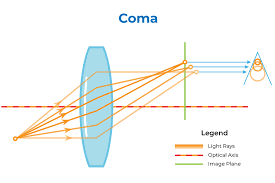 Coma
Legend
Light Rays
Optical Axis
Image Plane